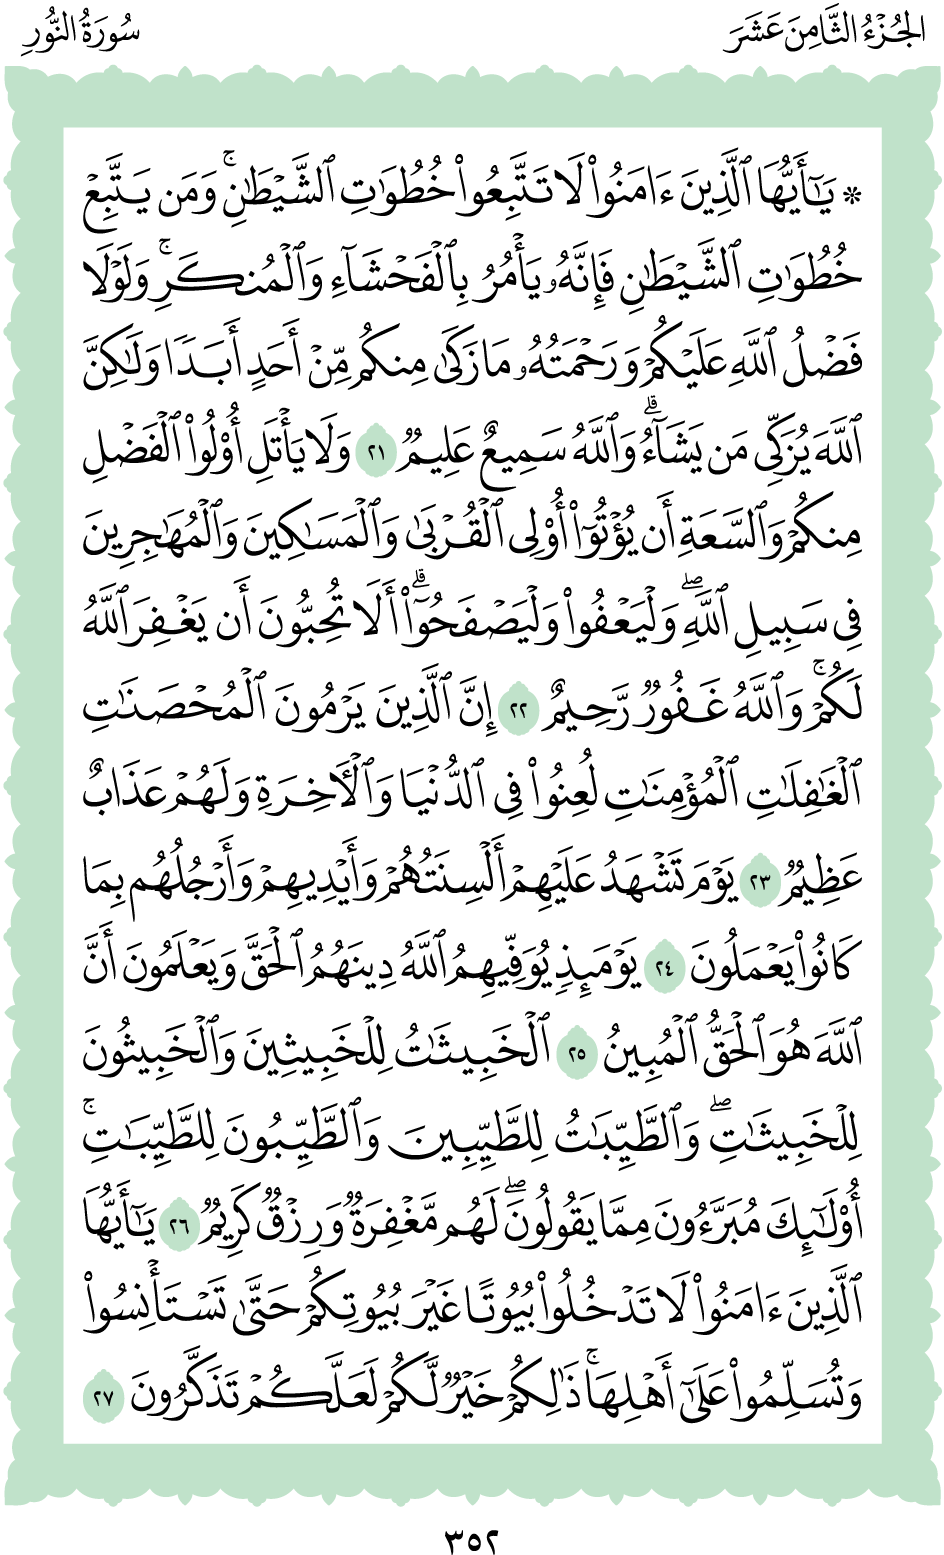 الجُزْءُ الثَّامِنَ عَشَرَ
سُورَةُ النُّورِ
* يَٰٓأَيُّهَا ٱلَّذِينَ ءَامَنُوا۟ لَا تَتَّبِعُوا۟ خُطُوَٰتِ ٱلشَّيْطَٰنِۚ وَمَن يَتَّبِعْ
خُطُوَٰتِ ٱلشَّيْطَٰنِ فَإِنَّهُۥ يَأْمُرُ بِٱلْفَحْشَآءِ وَٱلْمُنكَرِۚ وَلَوْلَا
فَضْلُ ٱللَّهِ عَلَيْكُمْ وَرَحْمَتُهُۥ مَا زَكَىٰ مِنكُم مِّنْ أَحَدٍ أَبَدًا وَلَٰكِنَّ
ٱللَّهَ يُزَكِّى مَن يَشَآءُۗ وَٱللَّهُ سَمِيعٌ عَلِيمٌ ٢١ وَلَا يَأْتَلِ أُو۟لُوا۟ ٱلْفَضْلِ
مِنكُمْ وَٱلسَّعَةِ أَن يُؤْتُوٓا۟ أُو۟لِى ٱلْقُرْبَىٰ وَٱلْمَسَٰكِينَ وَٱلْمُهَٰجِرِينَ
فِى سَبِيلِ ٱللَّهِۖ وَلْيَعْفُوا۟ وَلْيَصْفَحُوٓا۟ۗ أَلَا تُحِبُّونَ أَن يَغْفِرَ ٱللَّهُ
لَكُمْۚ وَٱللَّهُ غَفُورٌ رَّحِيمٌ ٢٢ إِنَّ ٱلَّذِينَ يَرْمُونَ ٱلْمُحْصَنَٰتِ
ٱلْغَٰفِلَٰتِ ٱلْمُؤْمِنَٰتِ لُعِنُوا۟ فِى ٱلدُّنْيَا وَٱلْأَخِرَةِ وَلَهُمْ عَذَابٌ
عَظِيمٌ ٢٣ يَوْمَ تَشْهَدُ عَلَيْهِمْ أَلْسِنَتُهُمْ وَأَيْدِيهِمْ وَأَرْجُلُهُم بِمَا
كَانُوا۟ يَعْمَلُونَ ٢٤ يَوْمَئِذٍ يُوَفِّيهِمُ ٱللَّهُ دِينَهُمُ ٱلْحَقَّ وَيَعْلَمُونَ أَنَّ
ٱللَّهَ هُوَ ٱلْحَقُّ ٱلْمُبِينُ ٢٥ ٱلْخَبِيثَٰتُ لِلْخَبِيثِينَ وَٱلْخَبِيثُونَ
لِلْخَبِيثَٰتِۖ وَٱلطَّيِّبَٰتُ لِلطَّيِّبِينَ وَٱلطَّيِّبُونَ لِلطَّيِّبَٰتِۚ
أُو۟لَٰٓئِكَ مُبَرَّءُونَ مِمَّا يَقُولُونَۖ لَهُم مَّغْفِرَةٌ وَرِزْقٌ كَرِيمٌ ٢٦ يَٰٓأَيُّهَا
ٱلَّذِينَ ءَامَنُوا۟ لَا تَدْخُلُوا۟ بُيُوتًا غَيْرَ بُيُوتِكُمْ حَتَّىٰ تَسْتَأْنِسُوا۟
وَتُسَلِّمُوا۟ عَلَىٰٓ أَهْلِهَاۚ ذَٰلِكُمْ خَيْرٌ لَّكُمْ لَعَلَّكُمْ تَذَكَّرُونَ ٢٧
٣٥٢